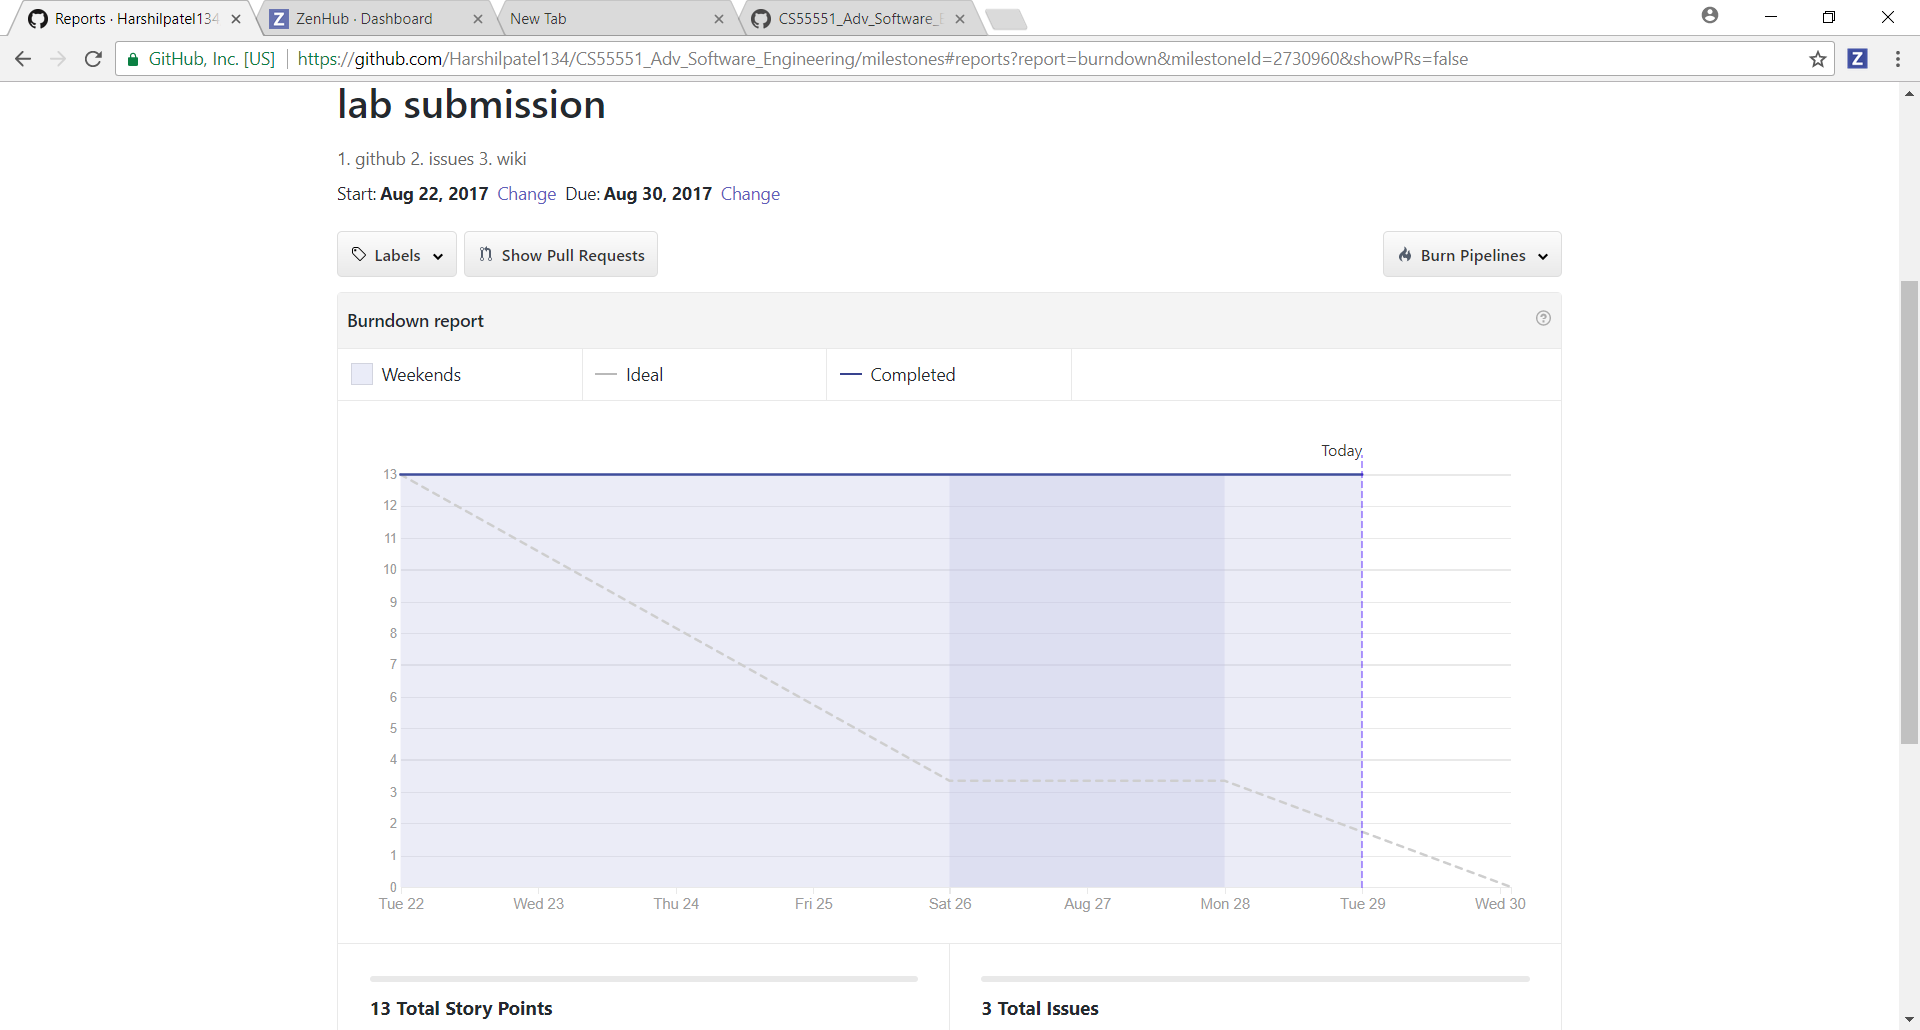 Reports · Harshilpatel134
ZenHub · Dashboard
New Tab
CS55551_Adv_Software_E
GitHub, Inc. [US]
https://github.com/Harshilpatel134/CS55551_Adv_Software_Engineering/milestones#reports?report=burndown&milestoneId=2730960&showPRs=false
Z
lab submission
1. github 2. issues 3. wiki
Start: Aug 22, 2017 Change Due: Aug 30, 2017 Change
Labels
Show Pull Requests
Burn Pipelines
Burndown report
Weekends
Ideal
Completed
Today
13
12
11
10
9
8
7
6
5
4
3
2
1
0
Tue 22
Wed 23
Thu 24
Fri 25
Sat 26
Aug 27
Mon 28
Tue 29
Wed 30
13 Total Story Points
3 Total Issues